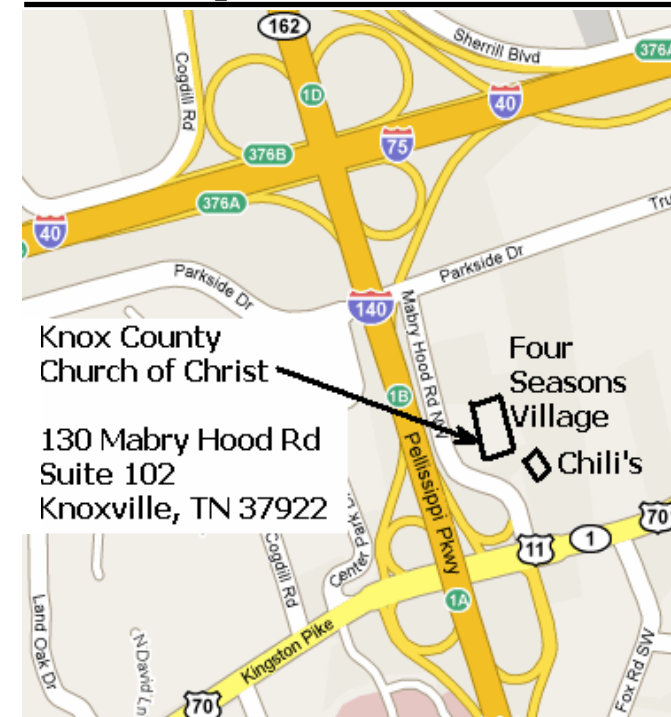 162
Sherrill Blvd
376A
Cogdill Rd
1D
40
75
376B
376A
40
Tru
Parkside Dr
Parkside Dr
140
Mabry Hood Rd NW
Knox County
Church of Christ
Four
Seasons
Village
1B
130 Mabry Hood Rd
Suite 102
Knoxville, TN 37922
Chili's
Pellissippi Pkwy
70
11
1
Center Park
Cogdill Rd
1A
Land Oak Dr
N David Ln
Kingston Pike
Fox Rd SW
70